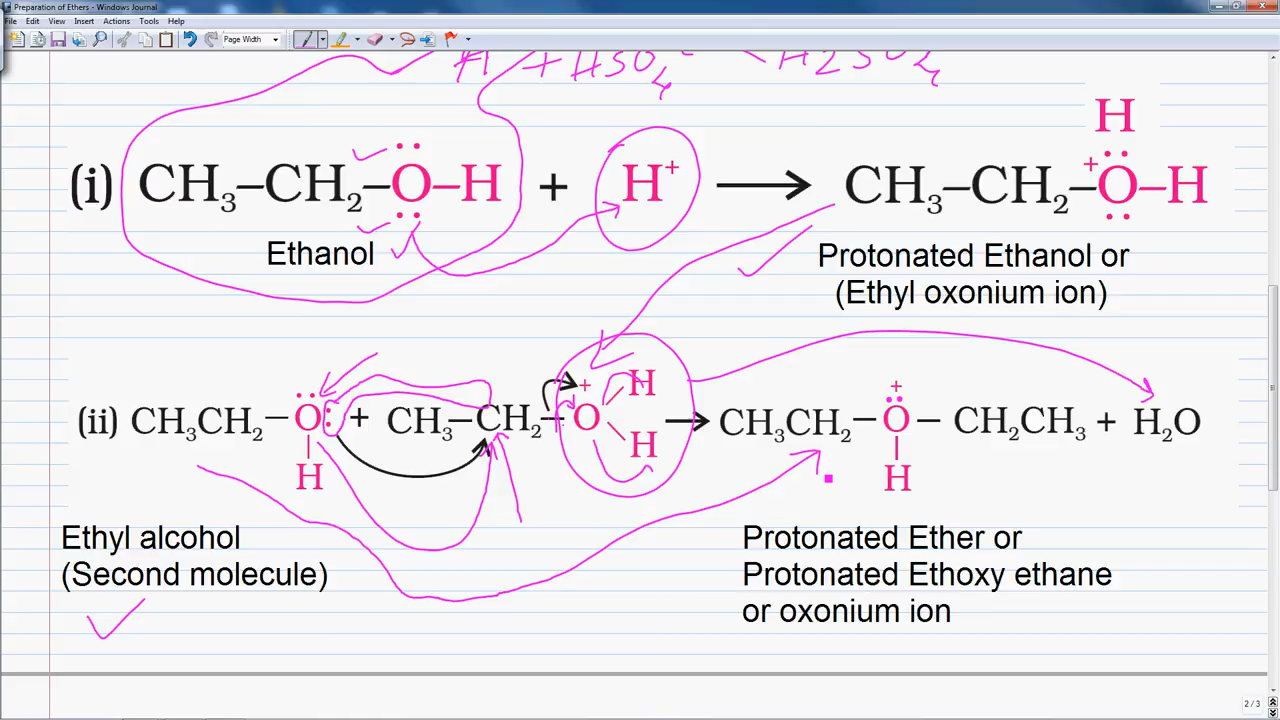 Preparation of Ethers - Windows Journal
File Edit View Insert Actions Tools Help
Page Width
H⁺ + HSO₄ H2SO₄
H
(i) CH₃–CH₂–O–H + H⁺ ⟶ CH₃–CH₂–O–H
+
Ethanol
Protonated Ethanol or
(Ethyl oxonium ion)
+ H +
(ii) CH₃CH₂–O: + CH₃–CH₂–O → CH₃CH₂–O–CH₂CH₃ + H₂O
H H H
Ethyl alcohol
(Second molecule)
Protonated Ether or
Protonated Ethoxy ethane
or oxonium ion
2 / 3